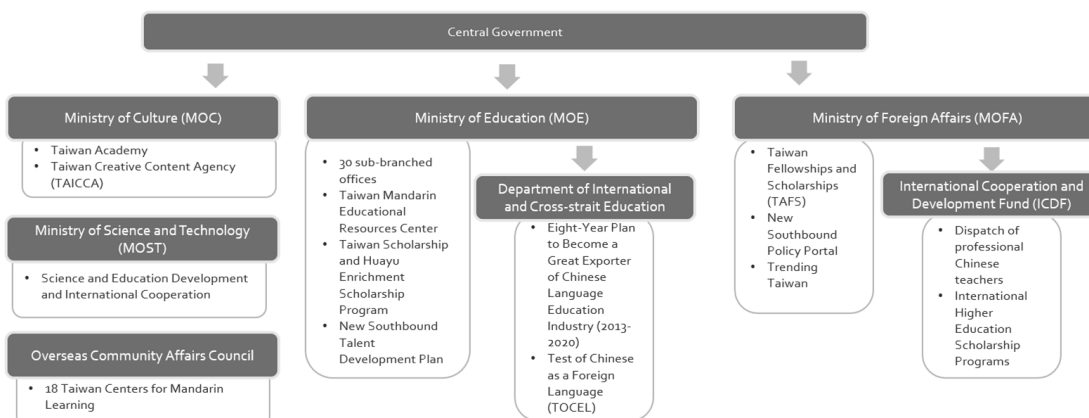 Central Government
Ministry of Culture (MOC)
• Taiwan Academy
• Taiwan Creative Content Agency
(TAICCA)
Ministry of Science and Technology
(MOST)
• Science and Education Development
and International Cooperation
Overseas Community Affairs Council
• 18 Taiwan Centers for Mandarin
Learning
Ministry of Education (MOE)
• 30 sub-branched
offices
• Taiwan Mandarin
Educational
Resources Center
• Taiwan Scholarship
and Huayu
Enrichment
Scholarship
Program
• New Southbound
Talent
Development Plan
Department of International
and Cross-strait Education
• Eight-Year Plan
to Become a
Great Exporter
of Chinese
Language
Education
Industry (2013-
2020)
• Test of Chinese
as a Foreign
Language
(TOCEL)
Ministry of Foreign Affairs (MOFA)
• Taiwan
Fellowships and
Scholarships
(TAFS)
• New
Southbound
Policy Portal
• Trending
Taiwan
International Cooperation and
Development Fund (ICDF)
• Dispatch of
professional
Chinese
teachers
• International
Higher
Education
Scholarship
Programs